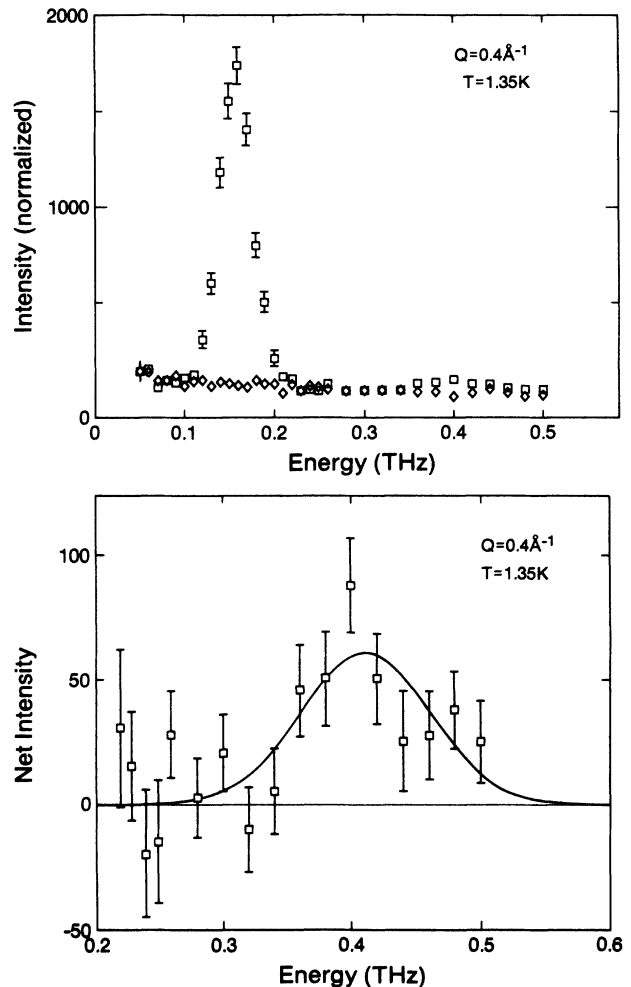 2000
Q=0.4Å-1
T=1.35K
Intensity (normalized)
1000
0
0 0.1 0.2 0.3 0.4 0.5
Energy (THz)
100
Q=0.4Å-1
T=1.35K
Net Intensity
50
0
-50
0.2 0.3 0.4 0.5 0.6
Energy (THz)